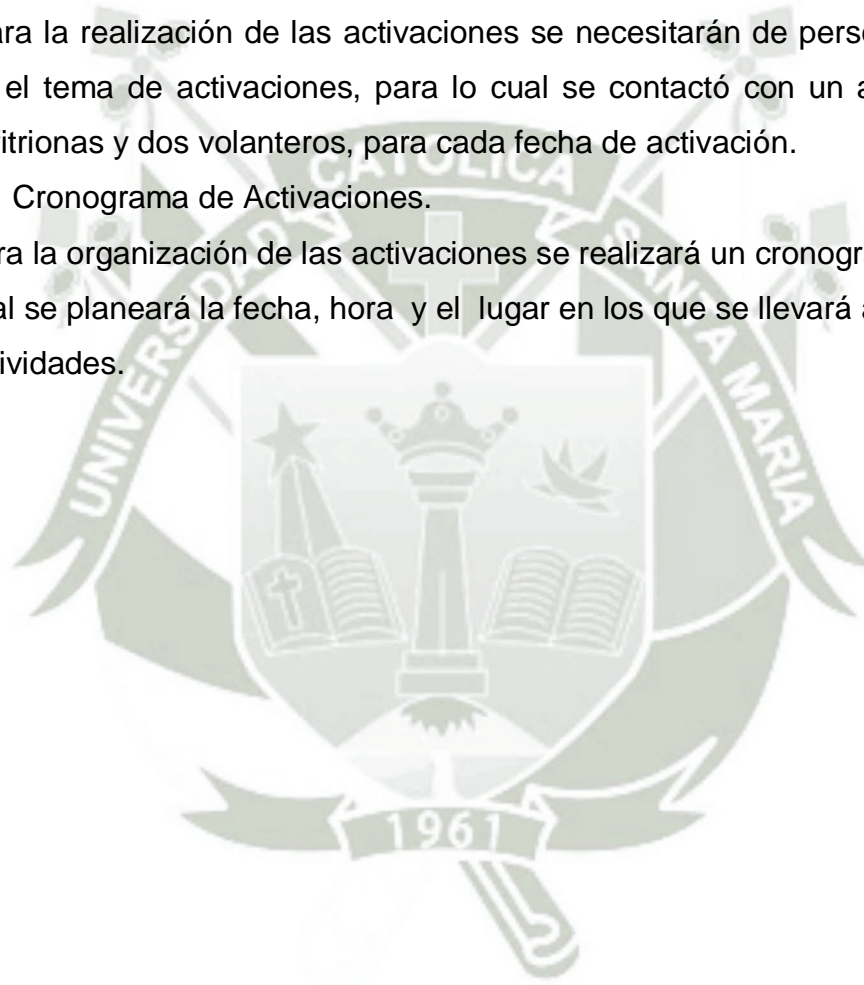 ra la realización de las activaciones se necesitarán de pers
el tema de activaciones, para lo cual se contactó con un a
itrionas y dos volanteros, para cada fecha de activación.
Cronograma de Activaciones.
ra la organización de las activaciones se realizará un cronogr
al se planeará la fecha, hora y el lugar en los que se llevará a
ividades.
UNIVERSIDAD CATOLICA SANTA MARIA
1961